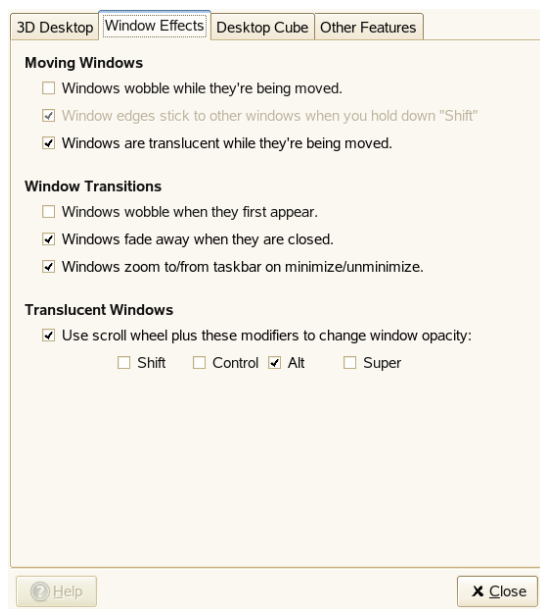 3D Desktop Window Effects Desktop Cube Other Features
Moving Windows
Windows wobble while they're being moved.
Window edges stick to other windows when you hold down "Shift"
Windows are translucent while they're being moved.
Window Transitions
Windows wobble when they first appear.
Windows fade away when they are closed.
Windows zoom to/from taskbar on minimize/unminimize.
Translucent Windows
Use scroll wheel plus these modifiers to change window opacity:
Shift Control Alt Super
Help Close